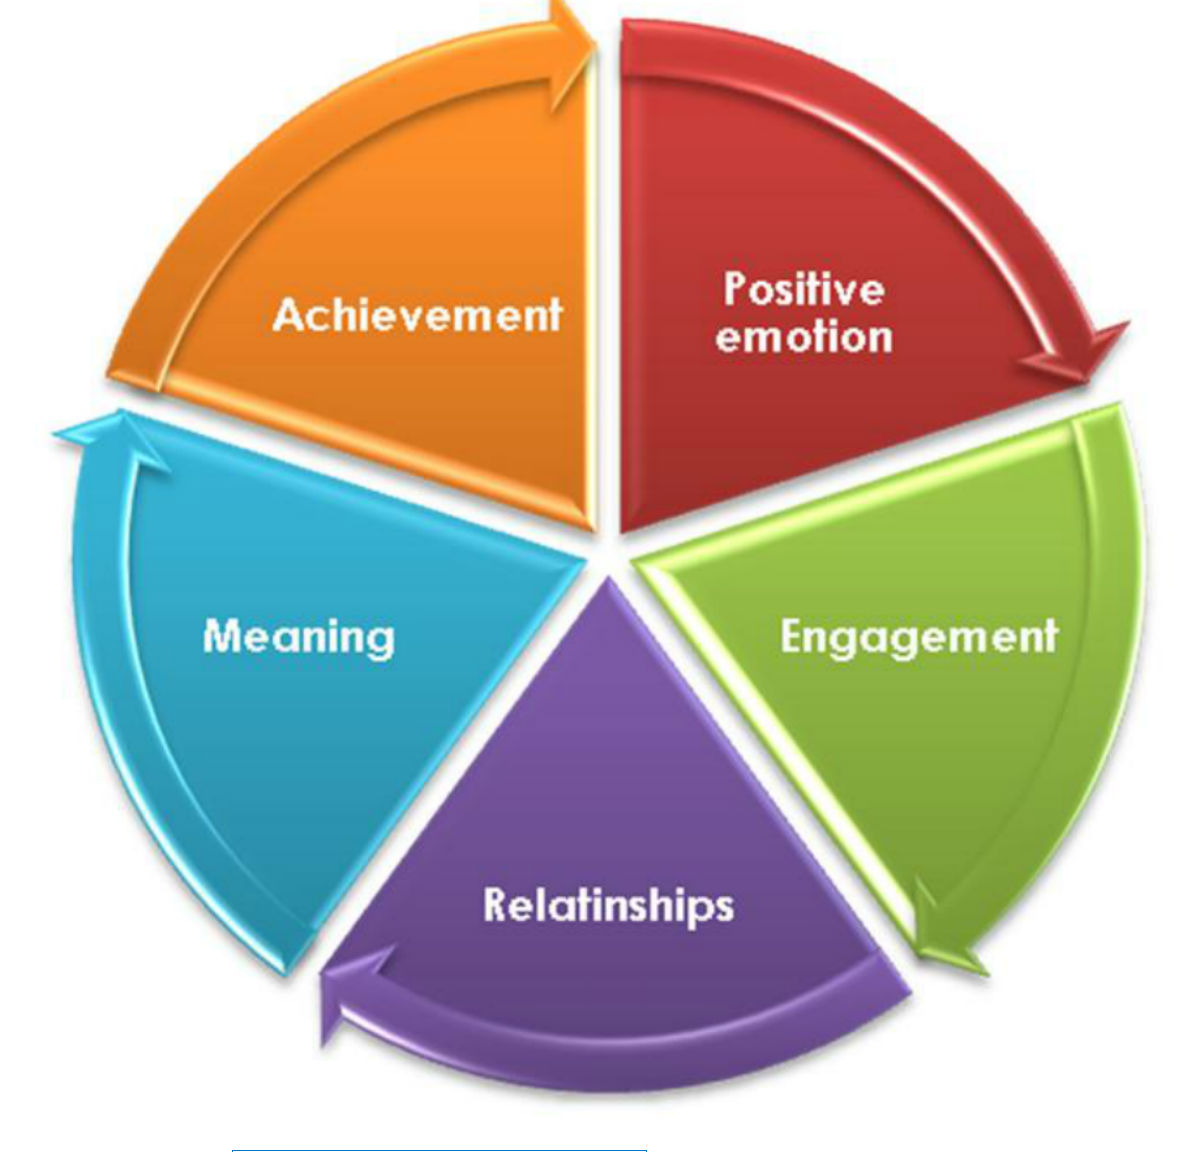 Achievement
Positive
emotion
Meaning
Engagement
Relatinships